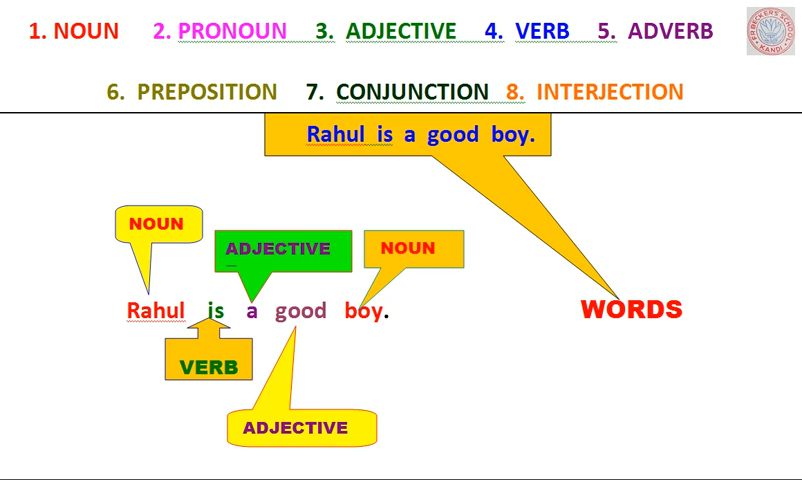 1. NOUN 2. PRONOUN 3. ADJECTIVE 4. VERB 5. ADVERB
6. PREPOSITION 7. CONJUNCTION 8. INTERJECTION
Rahul is a good boy.
NOUN
ADJECTIVE
NOUN
Rahul is a good boy.
WORDS
VERB
ADJECTIVE